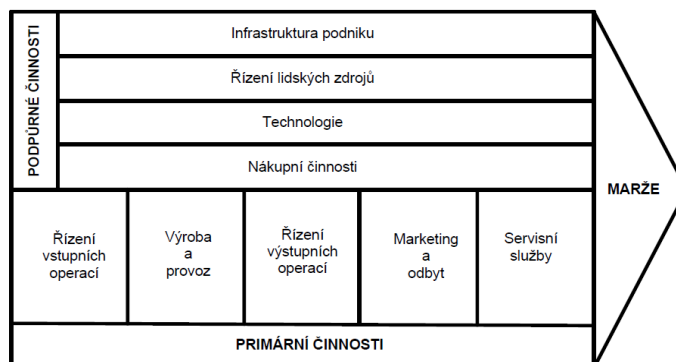 PODPŮRNÉ ČINNOSTI
Infrastruktura podniku
Řízení lidských zdrojů
Technologie
Nákupní činnosti
MARŽE
Řízení
vstupních
operací
Výroba
a
provoz
Řízení
výstupních
operací
Marketing
a
odbyt
Servisní
služby
PRIMÁRNÍ ČINNOSTI